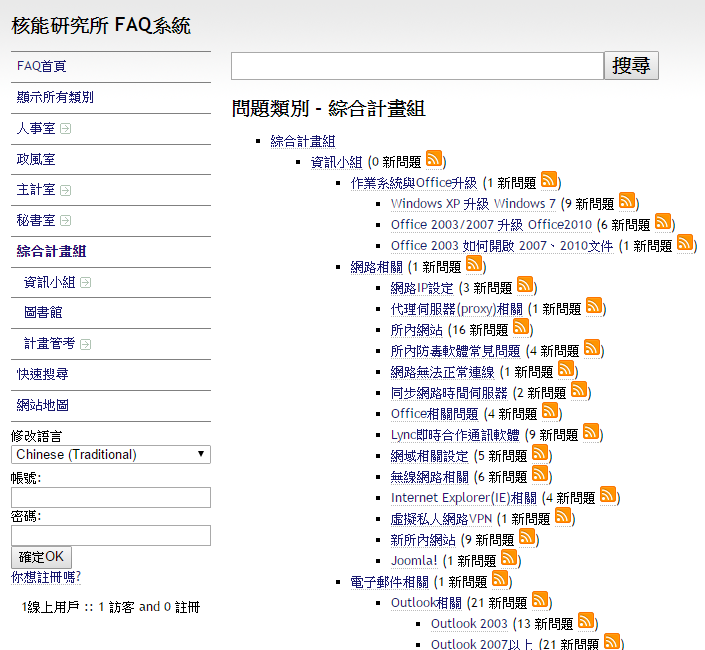 核能研究所 FAQ系統
FAQ首頁
顯示所有類別
人事室
政風室
主計室
秘書室
綜合計畫組
資訊小組
圖書館
計畫管考
快速搜尋
網站地圖
修改語言
Chinese (Traditional)
帳號:
密碼:
確定OK
你想註冊嗎?
1線上用戶 :: 1 訪客 and 0 註冊
搜尋
問題類別 - 綜合計畫組
綜合計畫組
資訊小組 (0 新問題 )
作業系統與Office升級 (1 新問題 )
Windows XP 升級 Windows 7 (9 新問題 )
Office 2003/2007 升級 Office2010 (6 新問題 )
Office 2003 如何開啟 2007、2010文件 (1 新問題 )
網路相關 (1 新問題 )
網路IP設定 (3 新問題 )
代理伺服器(proxy)相關 (1 新問題 )
所內網站 (16 新問題 )
所內防毒軟體常見問題 (4 新問題 )
網路無法正常連線 (1 新問題 )
同步網路時間伺服器 (2 新問題 )
Office相關問題 (4 新問題 )
Lync即時合作通訊軟體 (9 新問題 )
網域相關設定 (5 新問題 )
無線網路相關 (6 新問題 )
Internet Explorer(IE)相關 (4 新問題 )
虛擬私人網路VPN (1 新問題 )
新所內網站 (9 新問題 )
Joomla! (1 新問題 )
電子郵件相關 (1 新問題 )
Outlook相關 (21 新問題 )
Outlook 2003 (13 新問題 )
Outlook 2007以上 (21 新問題 )